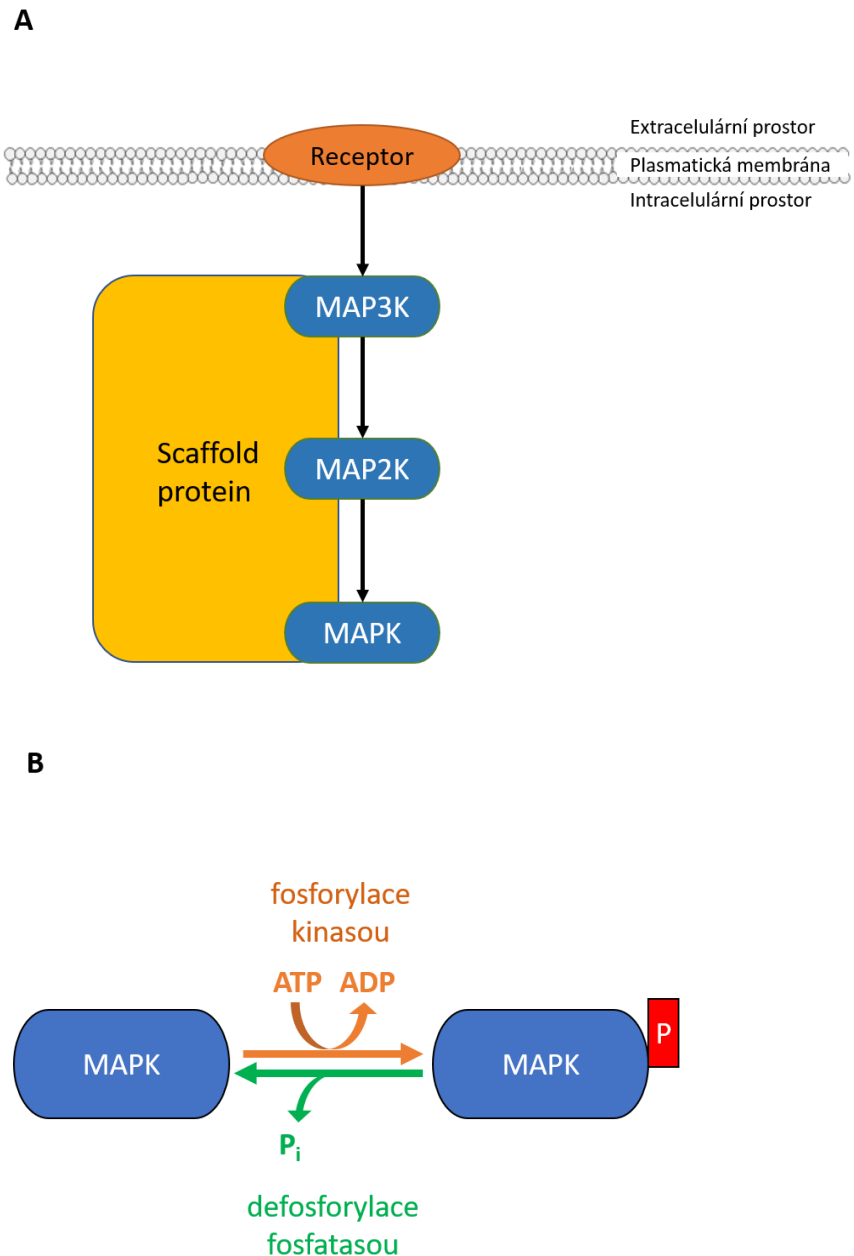 A
Extracelulární prostor
Receptor
Plasmatická membrána
Intracelulární prostor
MAP3K
Scaffold
protein
MAP2K
MAPK
B
fosforylace
kinasou
ATP ADP
MAPK
MAPK
P
Pi
defosforylace
fosfatasou